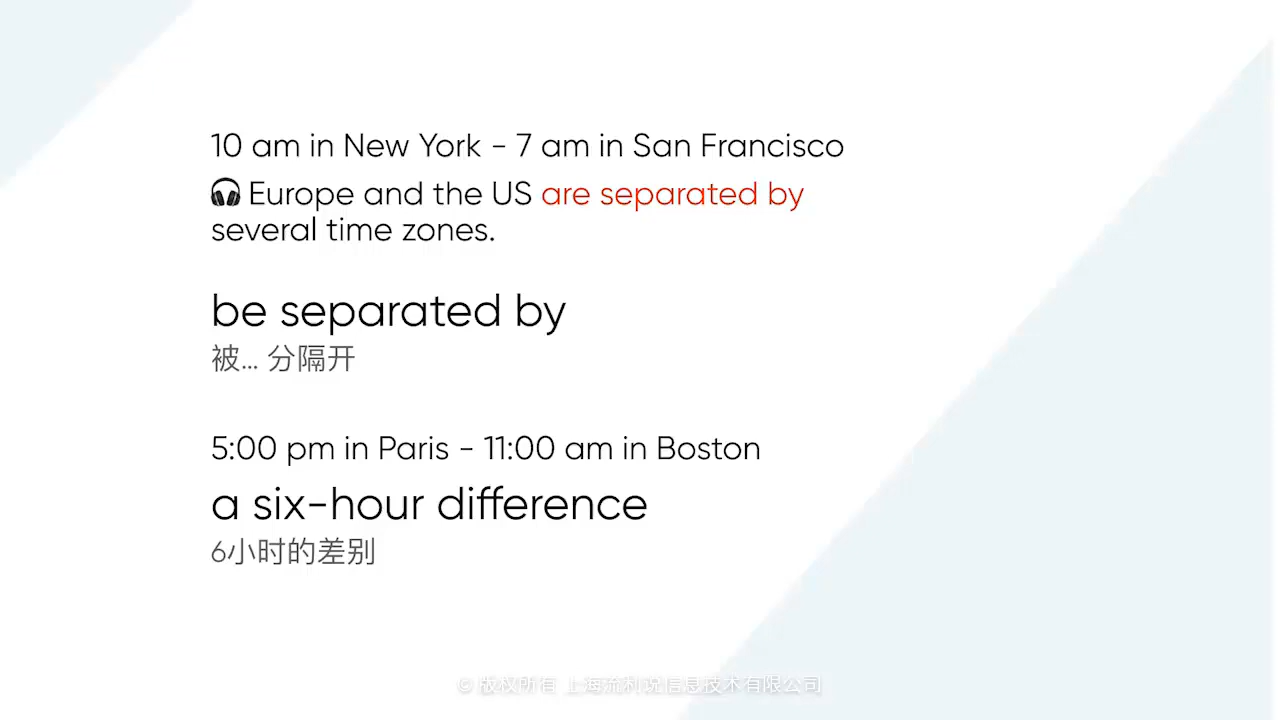 10 am in New York - 7 am in San Francisco
Europe and the US are separated by
several time zones.
be separated by
被... 分隔开
5:00 pm in Paris - 11:00 am in Boston
a six-hour difference
6小时的差别
© 版权所有 上海流利说信息技术有限公司